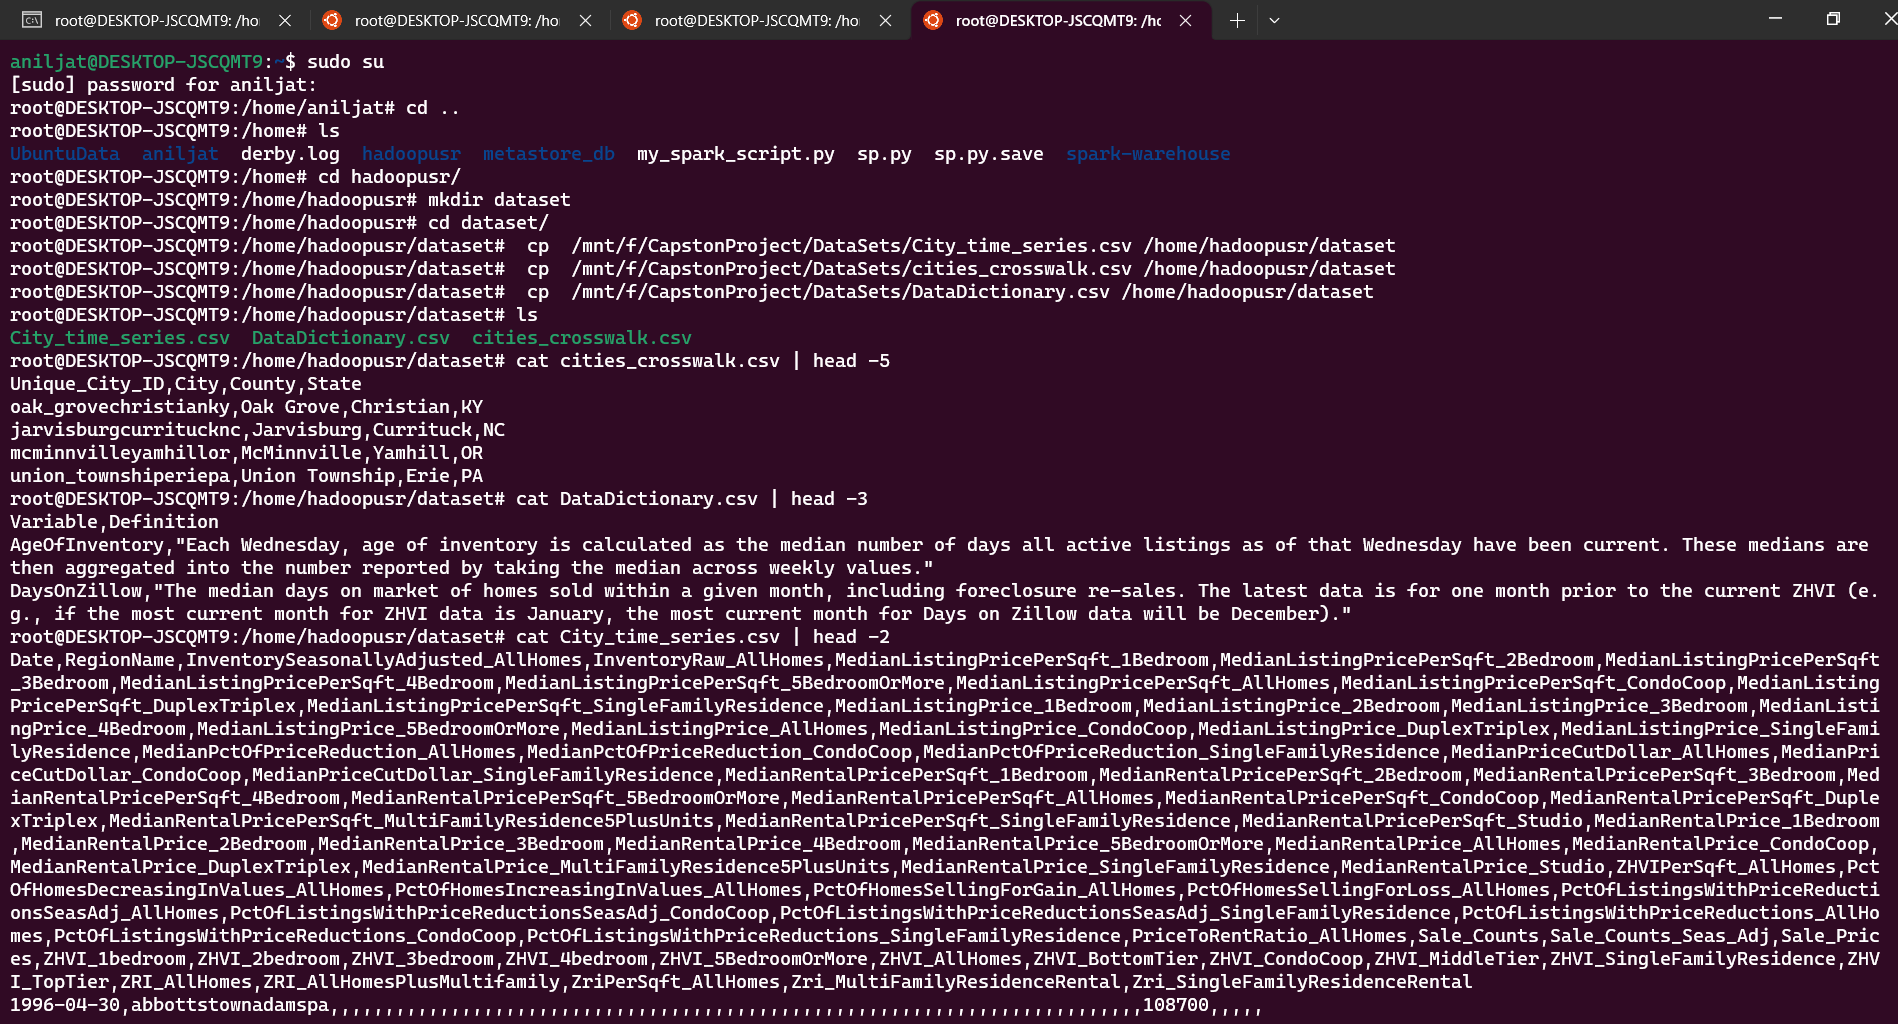 root@DESKTOP-JSCQMT9: /ho
root@DESKTOP-JSCQMT9: /ho
root@DESKTOP-JSCQMT9: /ho
root@DESKTOP-JSCQMT9: /hc
aniljat@DESKTOP-JSCQMT9:~$ sudo su
[sudo] password for aniljat:
root@DESKTOP-JSCQMT9:/home/aniljat# cd ..
root@DESKTOP-JSCQMT9:/home# ls
UbuntuData  aniljat  derby.log  hadoopusr  metastore_db  my_spark_script.py  sp.py  sp.py.save  spark-warehouse
root@DESKTOP-JSCQMT9:/home# cd hadoopusr/
root@DESKTOP-JSCQMT9:/home/hadoopusr# mkdir dataset
root@DESKTOP-JSCQMT9:/home/hadoopusr# cd dataset/
root@DESKTOP-JSCQMT9:/home/hadoopusr/dataset#  cp  /mnt/f/CapstonProject/DataSets/City_time_series.csv /home/hadoopusr/dataset
root@DESKTOP-JSCQMT9:/home/hadoopusr/dataset#  cp  /mnt/f/CapstonProject/DataSets/cities_crosswalk.csv /home/hadoopusr/dataset
root@DESKTOP-JSCQMT9:/home/hadoopusr/dataset#  cp  /mnt/f/CapstonProject/DataSets/DataDictionary.csv /home/hadoopusr/dataset
root@DESKTOP-JSCQMT9:/home/hadoopusr/dataset# ls
City_time_series.csv  DataDictionary.csv  cities_crosswalk.csv
root@DESKTOP-JSCQMT9:/home/hadoopusr/dataset# cat cities_crosswalk.csv | head -5
Unique_City_ID,City,County,State
oak_grovechristianky,Oak Grove,Christian,KY
jarvisburgcurritucknc,Jarvisburg,Currituck,NC
mcminnvilleyamhillor,McMinnville,Yamhill,OR
union_townshiperiepa,Union Township,Erie,PA
root@DESKTOP-JSCQMT9:/home/hadoopusr/dataset# cat DataDictionary.csv | head -3
Variable,Definition
AgeOfInventory,"Each Wednesday, age of inventory is calculated as the median number of days all active listings as of that Wednesday have been current. These medians are
then aggregated into the number reported by taking the median across weekly values."
DaysOnZillow,"The median days on market of homes sold within a given month, including foreclosure re-sales. The latest data is for one month prior to the current ZHVI (e.
g., if the most current month for ZHVI data is January, the most current month for Days on Zillow data will be December)."
root@DESKTOP-JSCQMT9:/home/hadoopusr/dataset# cat City_time_series.csv | head -2
Date,RegionName,InventorySeasonallyAdjusted_AllHomes,InventoryRaw_AllHomes,MedianListingPricePerSqft_1Bedroom,MedianListingPricePerSqft_2Bedroom,MedianListingPricePerSqft
_3Bedroom,MedianListingPricePerSqft_4Bedroom,MedianListingPricePerSqft_5BedroomOrMore,MedianListingPricePerSqft_AllHomes,MedianListingPricePerSqft_CondoCoop,MedianListing
PricePerSqft_DuplexTriplex,MedianListingPricePerSqft_SingleFamilyResidence,MedianListingPrice_1Bedroom,MedianListingPrice_2Bedroom,MedianListingPrice_3Bedroom,MedianListi
ngPrice_4Bedroom,MedianListingPrice_5BedroomOrMore,MedianListingPrice_AllHomes,MedianListingPrice_CondoCoop,MedianListingPrice_DuplexTriplex,MedianListingPrice_SingleFami
lyResidence,MedianPctOfPriceReduction_AllHomes,MedianPctOfPriceReduction_CondoCoop,MedianPctOfPriceReduction_SingleFamilyResidence,MedianPriceCutDollar_AllHomes,MedianPri
ceCutDollar_CondoCoop,MedianPriceCutDollar_SingleFamilyResidence,MedianRentalPricePerSqft_1Bedroom,MedianRentalPricePerSqft_2Bedroom,MedianRentalPricePerSqft_3Bedroom,Med
ianRentalPricePerSqft_4Bedroom,MedianRentalPricePerSqft_5BedroomOrMore,MedianRentalPricePerSqft_AllHomes,MedianRentalPricePerSqft_CondoCoop,MedianRentalPricePerSqft_Duple
xTriplex,MedianRentalPricePerSqft_MultiFamilyResidence5PlusUnits,MedianRentalPricePerSqft_SingleFamilyResidence,MedianRentalPricePerSqft_Studio,MedianRentalPrice_1Bedroom
,MedianRentalPrice_2Bedroom,MedianRentalPrice_3Bedroom,MedianRentalPrice_4Bedroom,MedianRentalPrice_5BedroomOrMore,MedianRentalPrice_AllHomes,MedianRentalPrice_CondoCoop,
MedianRentalPrice_DuplexTriplex,MedianRentalPrice_MultiFamilyResidence5PlusUnits,MedianRentalPrice_SingleFamilyResidence,MedianRentalPrice_Studio,ZHVIPerSqft_AllHomes,Pct
OfHomesDecreasingInValues_AllHomes,PctOfHomesIncreasingInValues_AllHomes,PctOfHomesSellingForGain_AllHomes,PctOfHomesSellingForLoss_AllHomes,PctOfListingsWithPriceReducti
onsSeasAdj_AllHomes,PctOfListingsWithPriceReductionsSeasAdj_CondoCoop,PctOfListingsWithPriceReductionsSeasAdj_SingleFamilyResidence,PctOfListingsWithPriceReductions_AllHo
mes,PctOfListingsWithPriceReductions_CondoCoop,PctOfListingsWithPriceReductions_SingleFamilyResidence,PriceToRentRatio_AllHomes,Sale_Counts,Sale_Counts_Seas_Adj,Sale_Pric
es,ZHVI_1bedroom,ZHVI_2bedroom,ZHVI_3bedroom,ZHVI_4bedroom,ZHVI_5BedroomOrMore,ZHVI_AllHomes,ZHVI_BottomTier,ZHVI_CondoCoop,ZHVI_MiddleTier,ZHVI_SingleFamilyResidence,ZHV
I_TopTier,ZRI_AllHomes,ZRI_AllHomesPlusMultifamily,ZriPerSqft_AllHomes,Zri_MultiFamilyResidenceRental,Zri_SingleFamilyResidenceRental
1996-04-30,abbottstownadamspa,,,,,,,,,,,,,,,,,,,,,,,,,,,,,,,,,,,,,,,,,,,,,,,,,,,,,,,,,,,,,,,,,,,,,,,,,,108700,,,,,